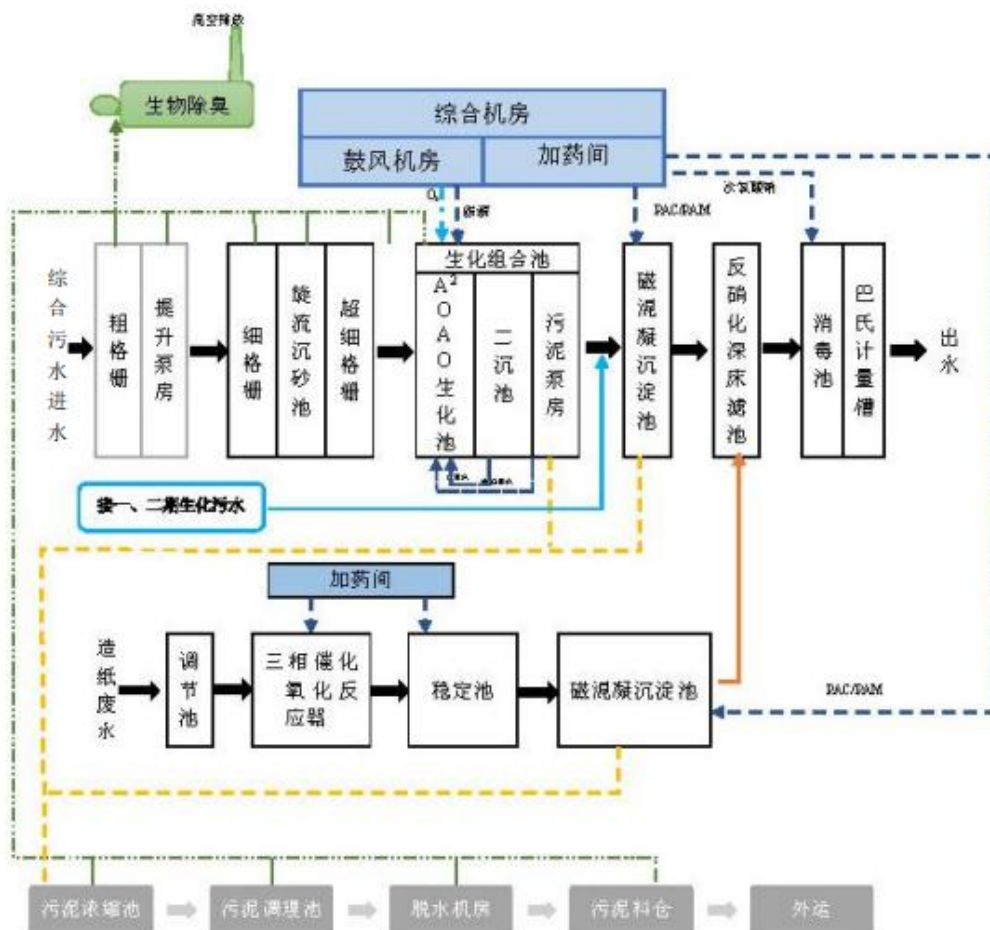 高空排放
生物除臭
综合机房
鼓风机房
加药间
次氯酸钠
O₂
碳源
PAC/PAM
综合污水进水
粗格栅
提升泵房
细格栅
旋流沉砂池
超细格栅
生化组合池
A²OAO生化池
二沉池
污泥泵房
磁混凝沉淀池
反硝化深床滤池
消毒池
巴氏计量槽
出水
接一、二期生化污水
加药间
造纸废水
调节池
三相催化
氧化反
应器
稳定池
磁混凝沉淀池
PAC/PAM
污泥浓缩池
污泥调理池
脱水机房
污泥料仓
外运